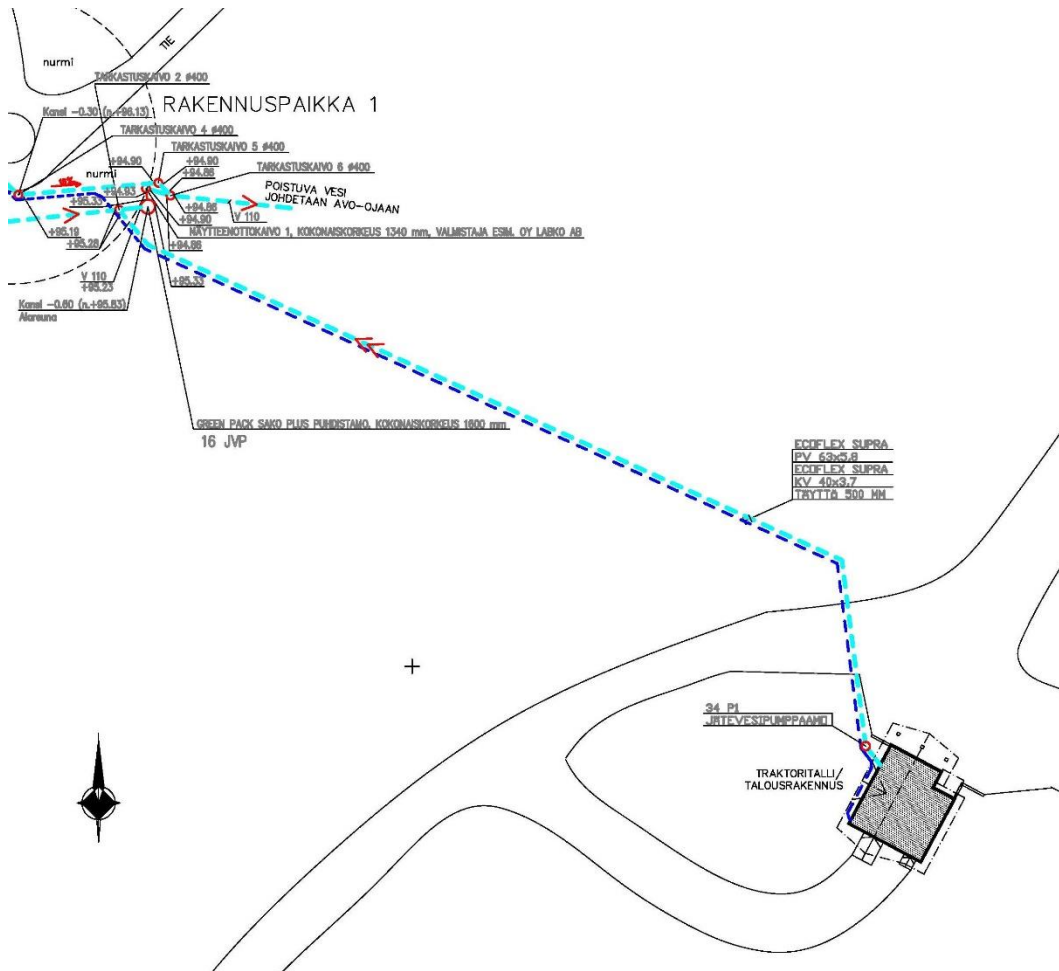 TIE
nurmi
TARKASTUSKAIVO 2 ø400
RAKENNUSPAIKKA 1
Kansi -0.30 (n.+96.13)
TARKASTUSKAIVO 4 ø400
TARKASTUSKAIVO 5 ø400
+94.90
+94.90
+94.86
TARKASTUSKAIVO 6 ø400
nurmi
+94.93
+95.33
POISTUVA VESI
JOHDETAAN AVO-OJAAN
+94.86
+94.90
V 110
+95.19
+95.28
NÄYTTEENOTTOKAIVO 1, KOKONAISKORKEUS 1340 mm, VALMISTAJA ESIM. OY LABKO AB
+94.86
V 110
+95.23
+95.33
Kansi -0.60 (n.+95.83)
Alareuna
GREEN PACK SAKO PLUS PUHDISTAMO, KOKONAISKORKEUS 1600 mm
16 JVP
ECOFLEX SUPRA
PV 63x5.8
ECOFLEX SUPRA
KV 40x3.7
TÄYTTÖ 500 MM
34 P1
JÄTEVESIPUMPPAAMO
TRAKTORITALLI/
TALOUSRAKENNUS